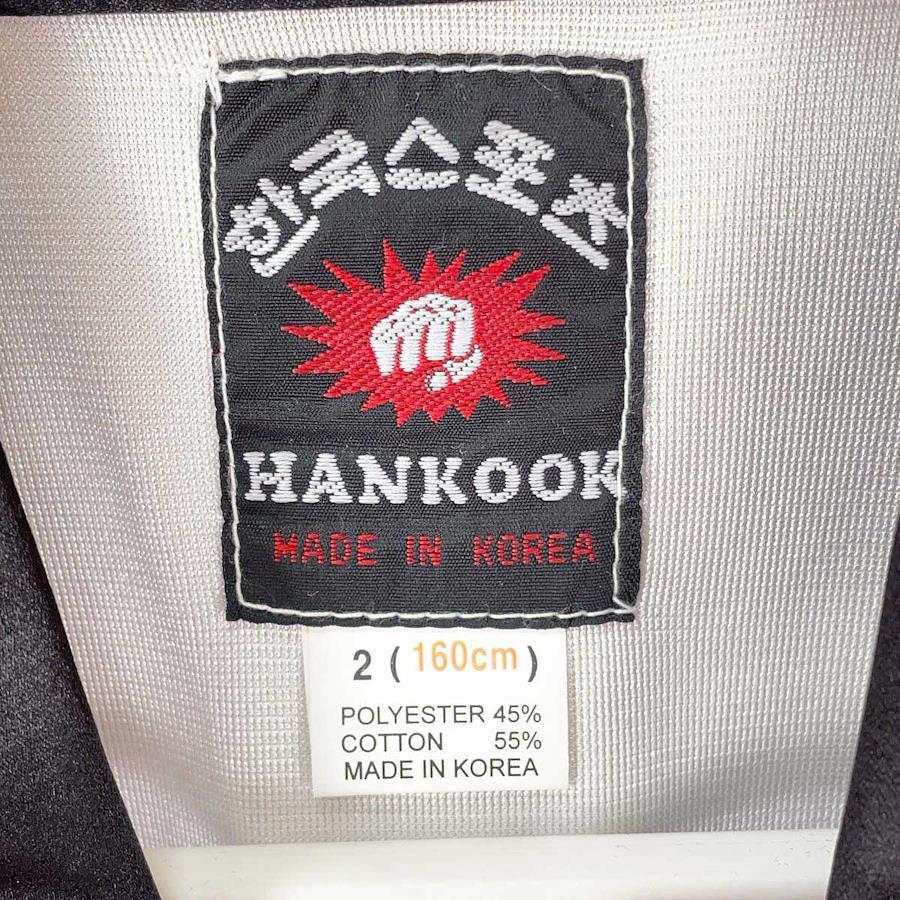 한국스포츠
HANKOOK
MADE IN KOREA
2 (160cm)
POLYESTER 45%
COTTON 55%
MADE IN KOREA